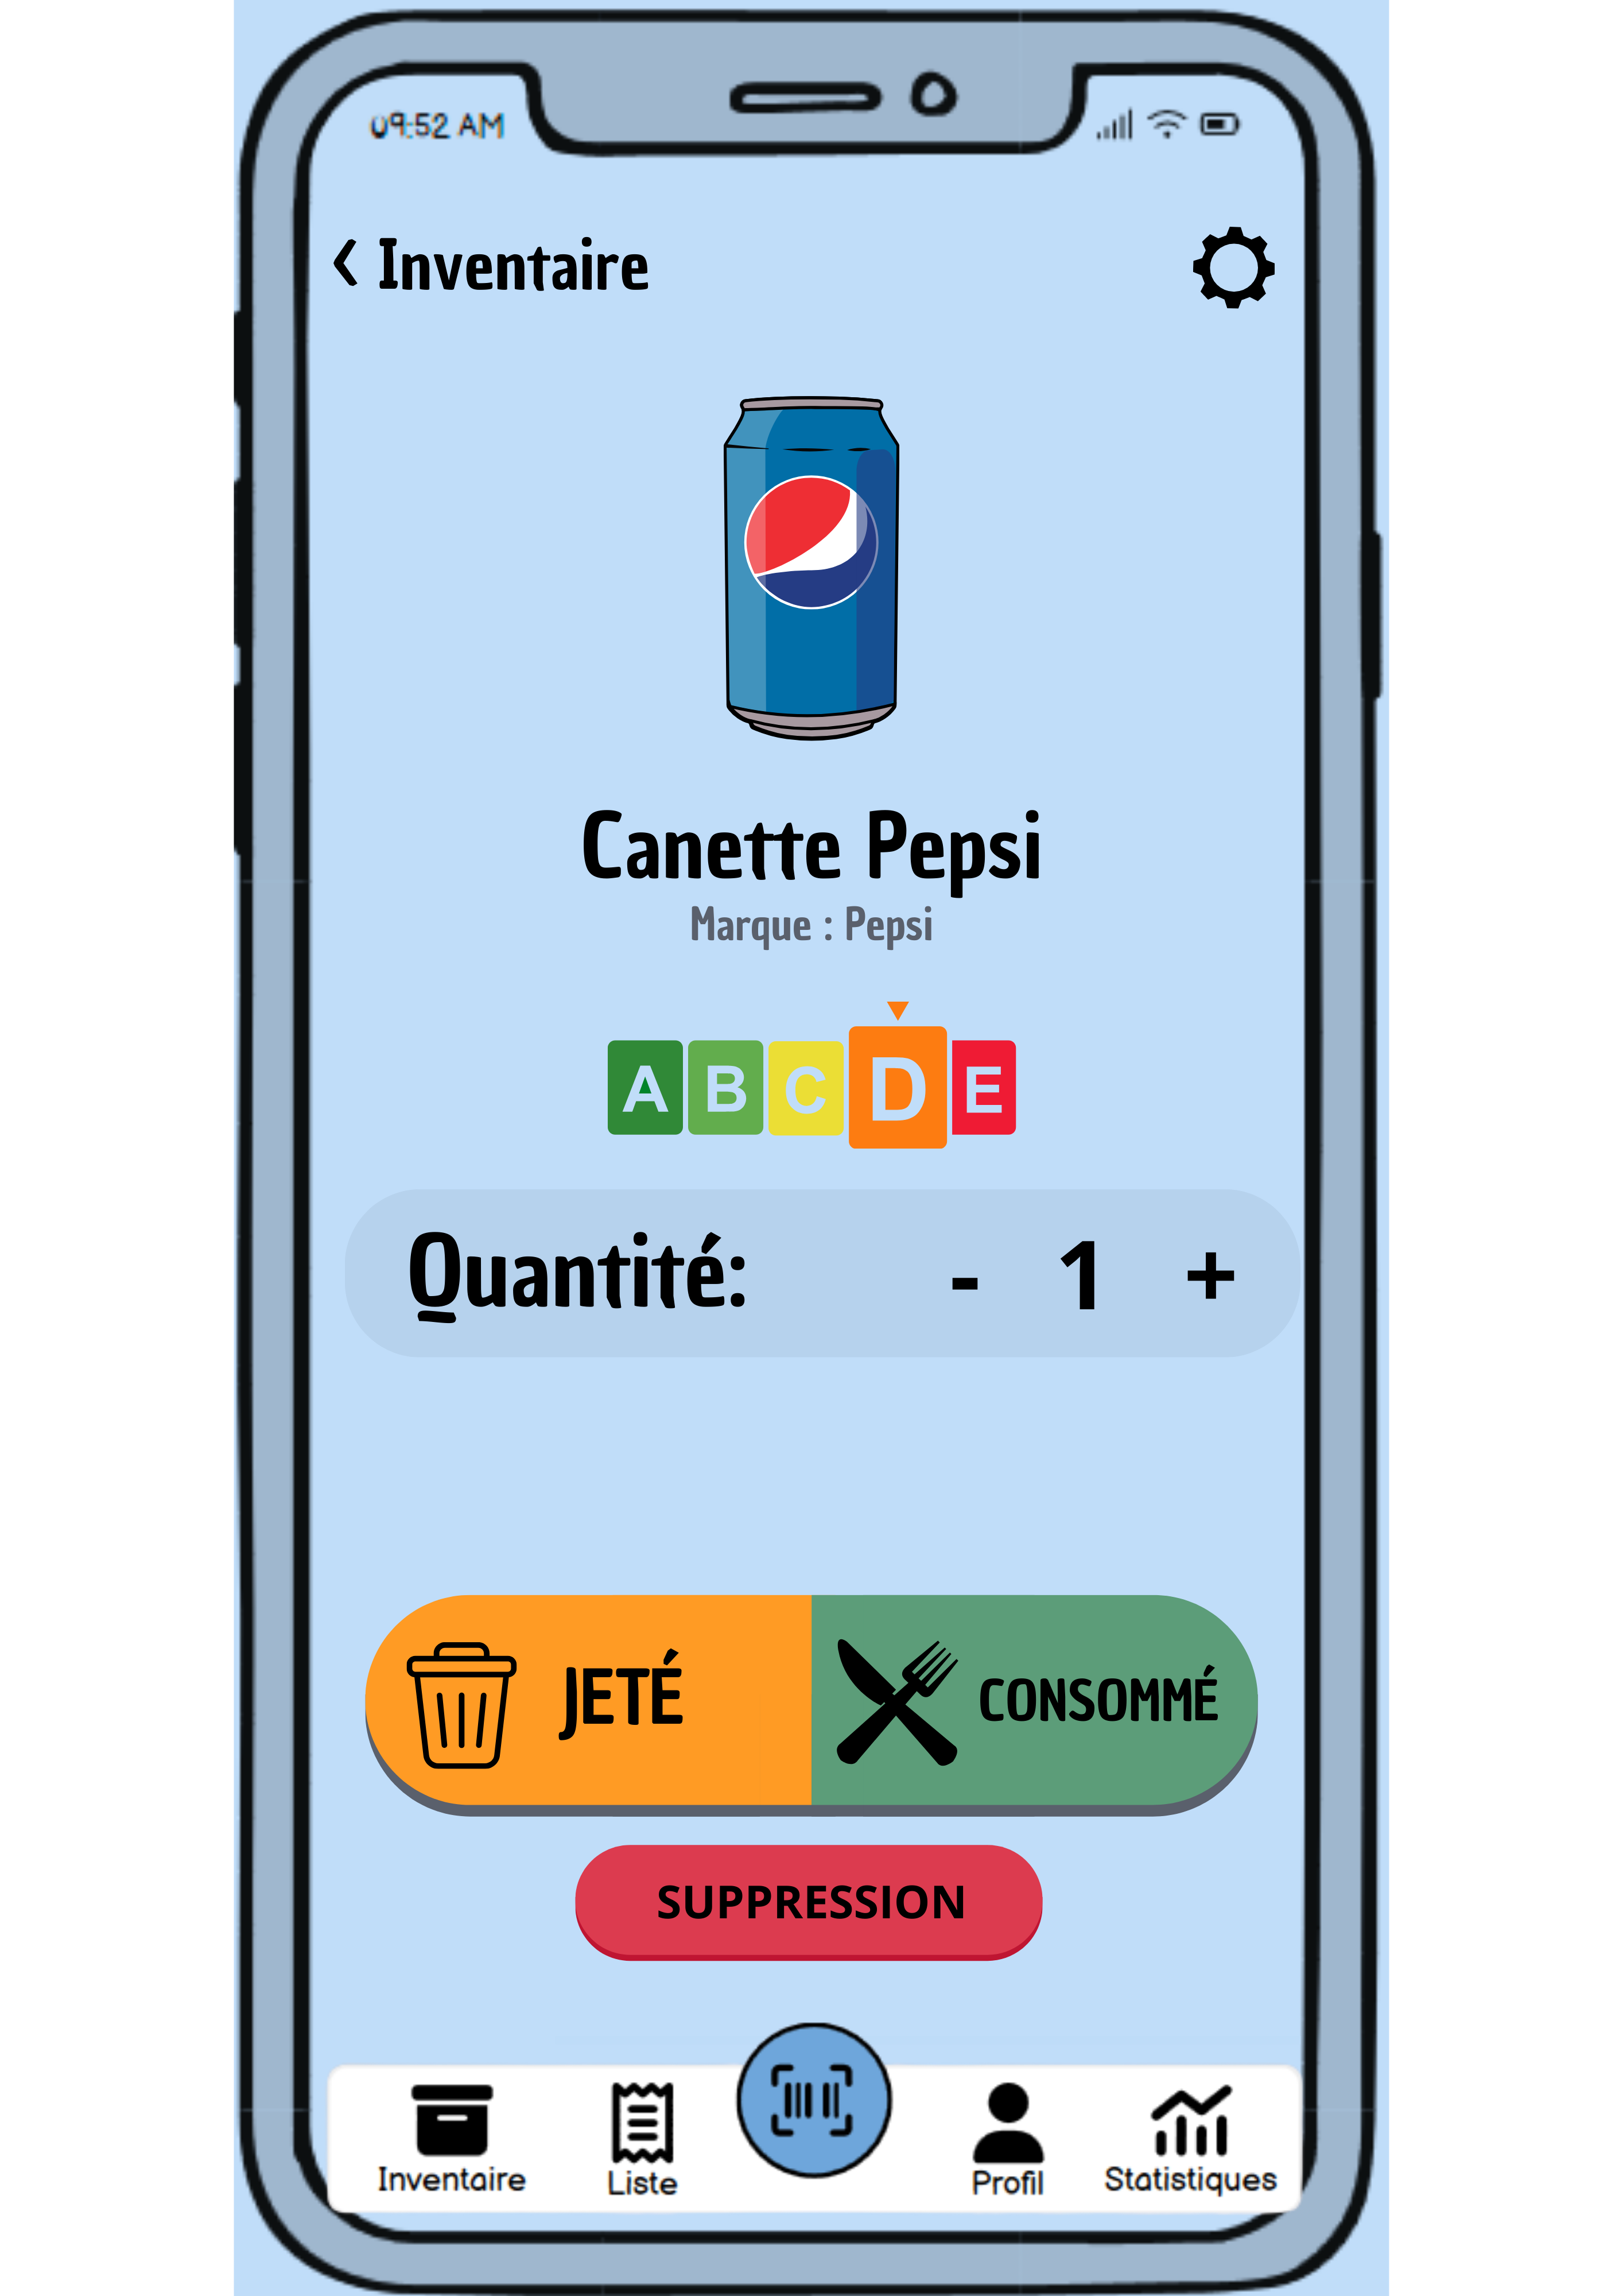 09:52 AM
Inventaire
Canette Pepsi
Marque : Pepsi
A B C D E
Quantité: - 1 +
JETÉ CONSOMMÉ
SUPPRESSION
Inventaire Liste Profil Statistiques